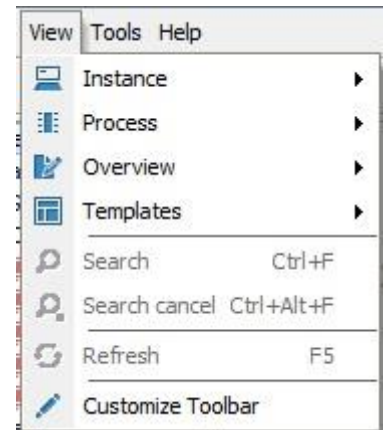 View Tools Help
Instance
Process
Overview
Templates
Search Ctrl+F
Search cancel Ctrl+Alt+F
Refresh F5
Customize Toolbar